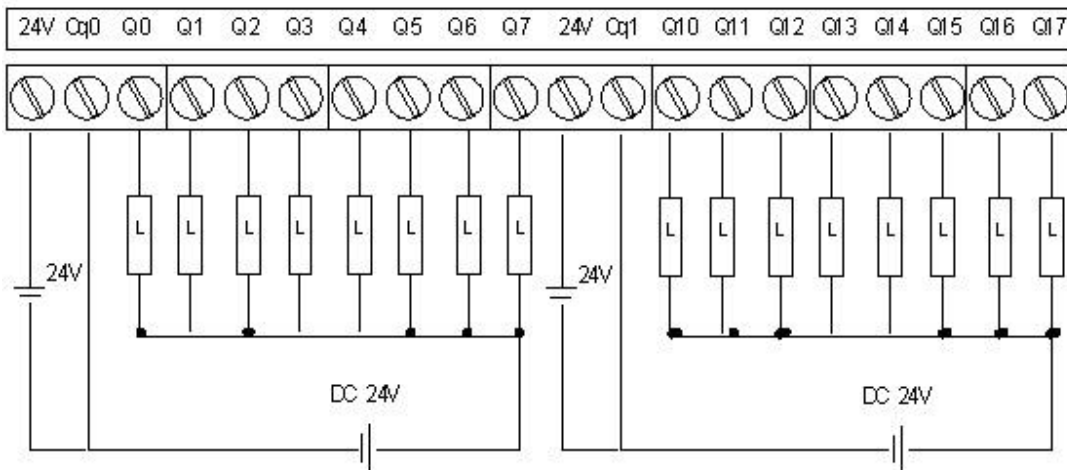 24V Cq0 Q0 Q1 Q2 Q3 Q4 Q5 Q6 Q7 24V Cq1 Q10 Q11 Q12 Q13 Q14 Q15 Q16 Q17
L L L L L L L L L L L L L L L L
24V 24V
DC 24V DC 24V